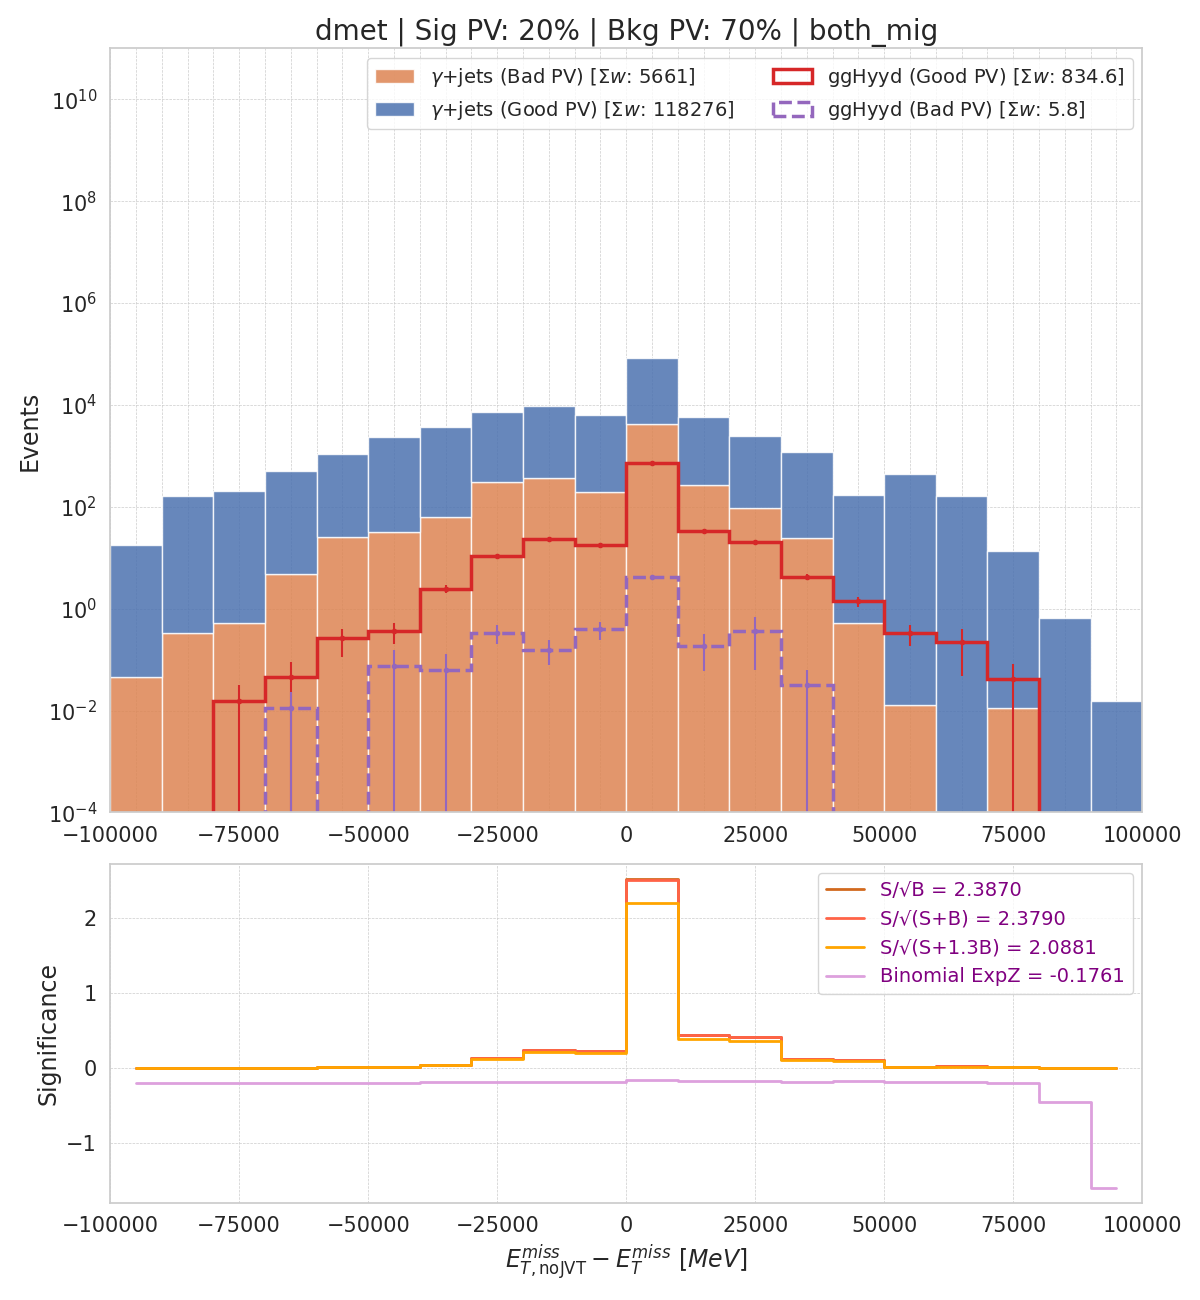 dmet | Sig PV: 20% | Bkg PV: 70% | both_mig
γ+jets (Bad PV) [Σw: 5661]
γ+jets (Good PV) [Σw: 118276]
ggHyyd (Good PV) [Σw: 834.6]
ggHyyd (Bad PV) [Σw: 5.8]
Events
10^10
10^8
10^6
10^4
10^2
10^0
10^−2
10^−4
−100000 −75000 −50000 −25000 0 25000 50000 75000 100000
S/√B = 2.3870
S/√(S+B) = 2.3790
S/√(S+1.3B) = 2.0881
Binomial ExpZ = -0.1761
Significance
2
1
0
−1
−100000 −75000 −50000 −25000 0 25000 50000 75000 100000
E_{T,noJVT}^{miss} − E_T^{miss} [MeV]